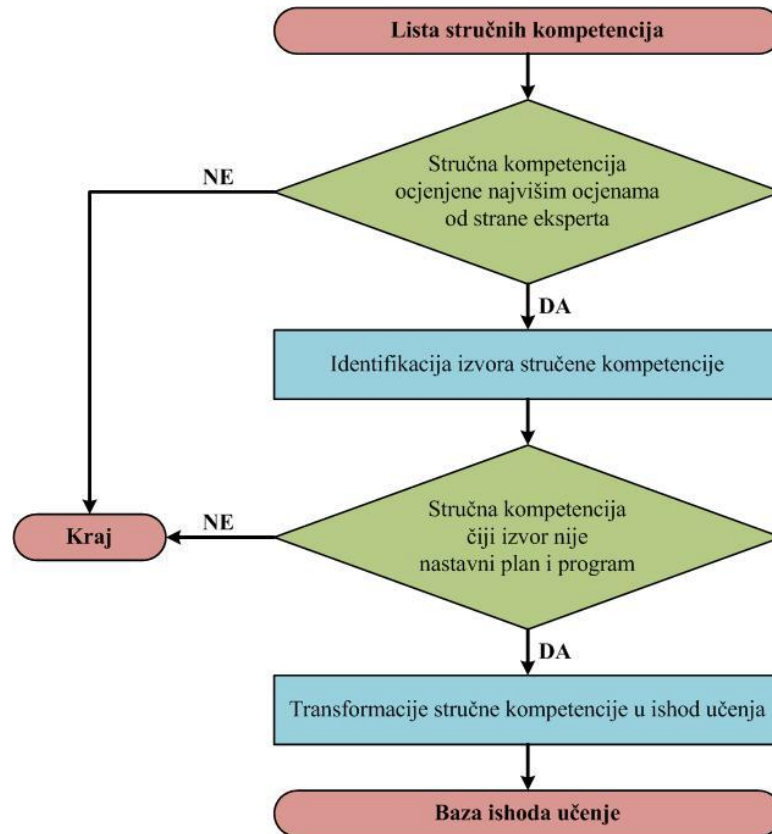 Lista stručnih kompetencija
Stručna kompetencija
ocjenjene najvišim ocjenama
od strane eksperta
NE
DA
Identifikacija izvora stručene kompetencije
Stručna kompetencija
čiji izvor nije
nastavni plan i program
NE
Kraj
DA
Transformacije stručne kompetencije u ishod učenja
Baza ishoda učenje